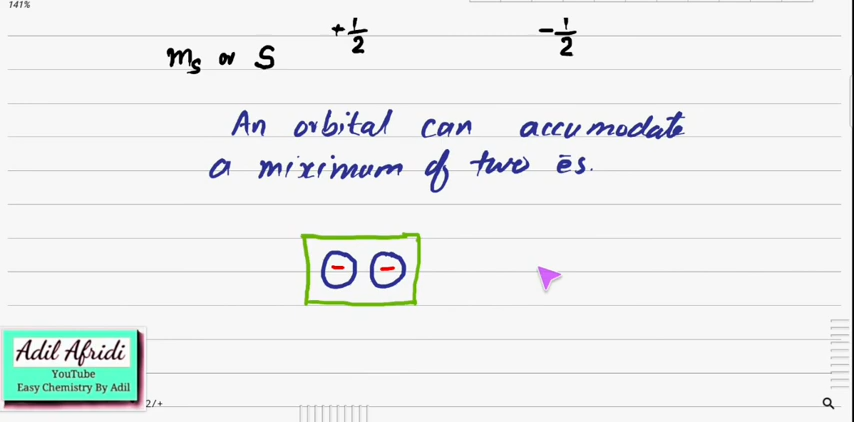 141%
+1/2 -1/2
ms or S
An orbital can accumodate
a miximum of two ēs.
- -
Adil Afridi
YouTube
Easy Chemistry By Adil
2/+